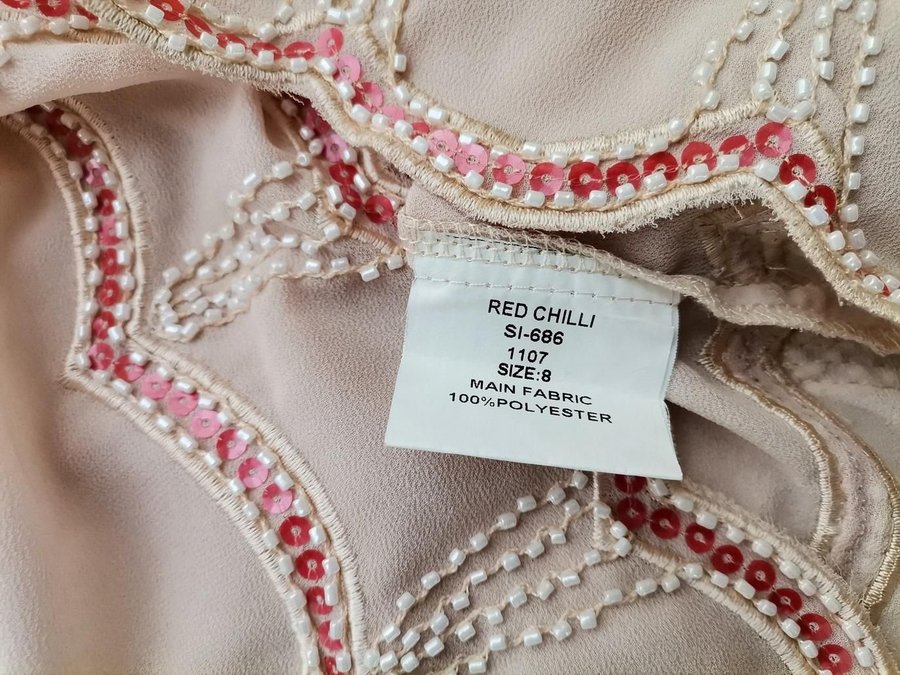 RED CHILLI
SI-686
1107
SIZE:8
MAIN FABRIC
100%POLYESTER